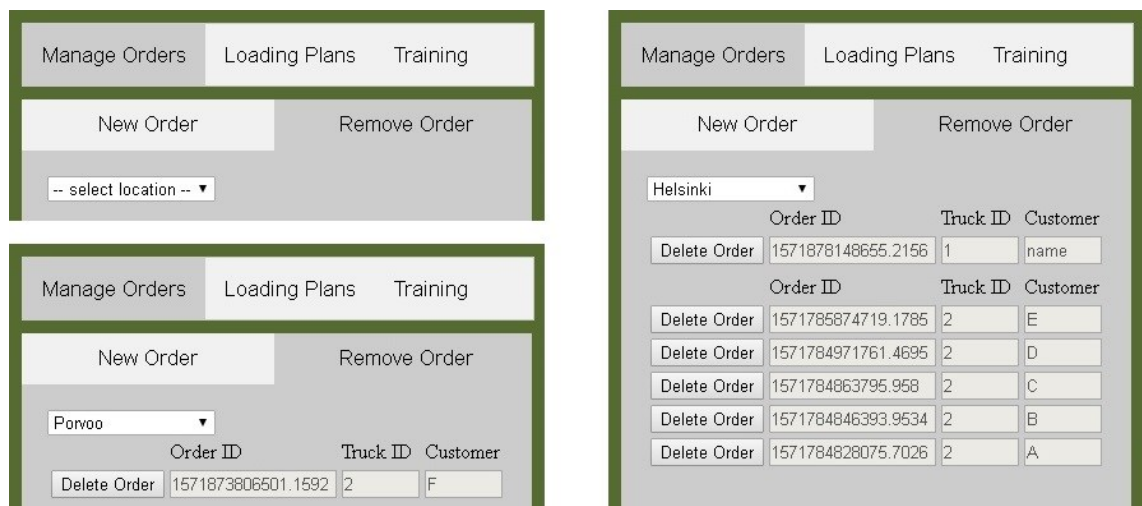 Manage Orders Loading Plans Training
New Order Remove Order
-- select location -- ▼
Manage Orders Loading Plans Training
New Order Remove Order
Porvoo ▼
Order ID Truck ID Customer
Delete Order 1571873806501.1592 2 F
Manage Orders Loading Plans Training
New Order Remove Order
Helsinki ▼
Order ID Truck ID Customer
Delete Order 1571878148655.2156 1 name
Order ID Truck ID Customer
Delete Order 1571785874719.1785 2 E
Delete Order 1571784971761.4695 2 D
Delete Order 1571784863795.958 2 C
Delete Order 1571784846393.9534 2 B
Delete Order 1571784828075.7026 2 A